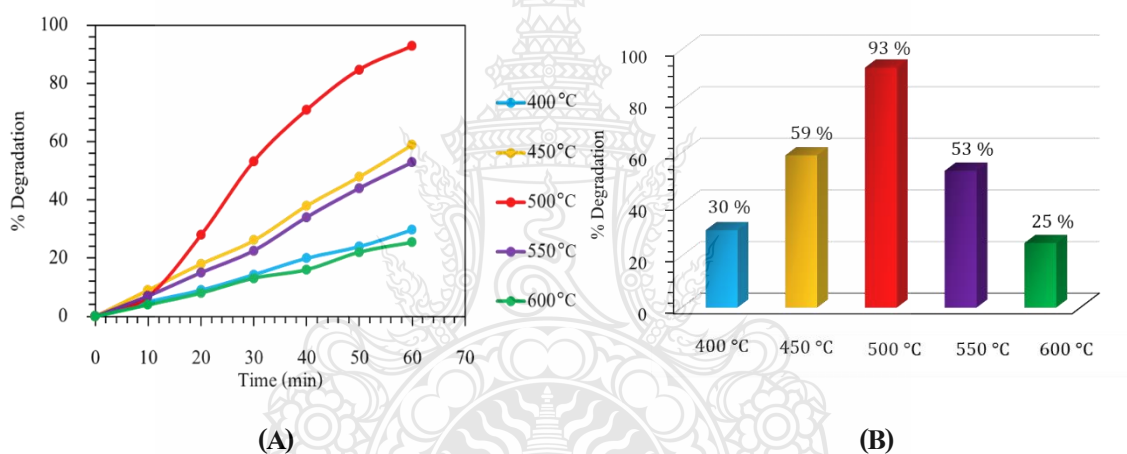 % Degradation
100
80
60
40
20
0
0 10 20 30 40 50 60 70
Time (min)
400 °C
450 °C
500 °C
550 °C
600 °C
(A)
% Degradation
100
80
60
40
20
0
30 %
59 %
93 %
53 %
25 %
400 °C 450 °C 500 °C 550 °C 600 °C
(B)